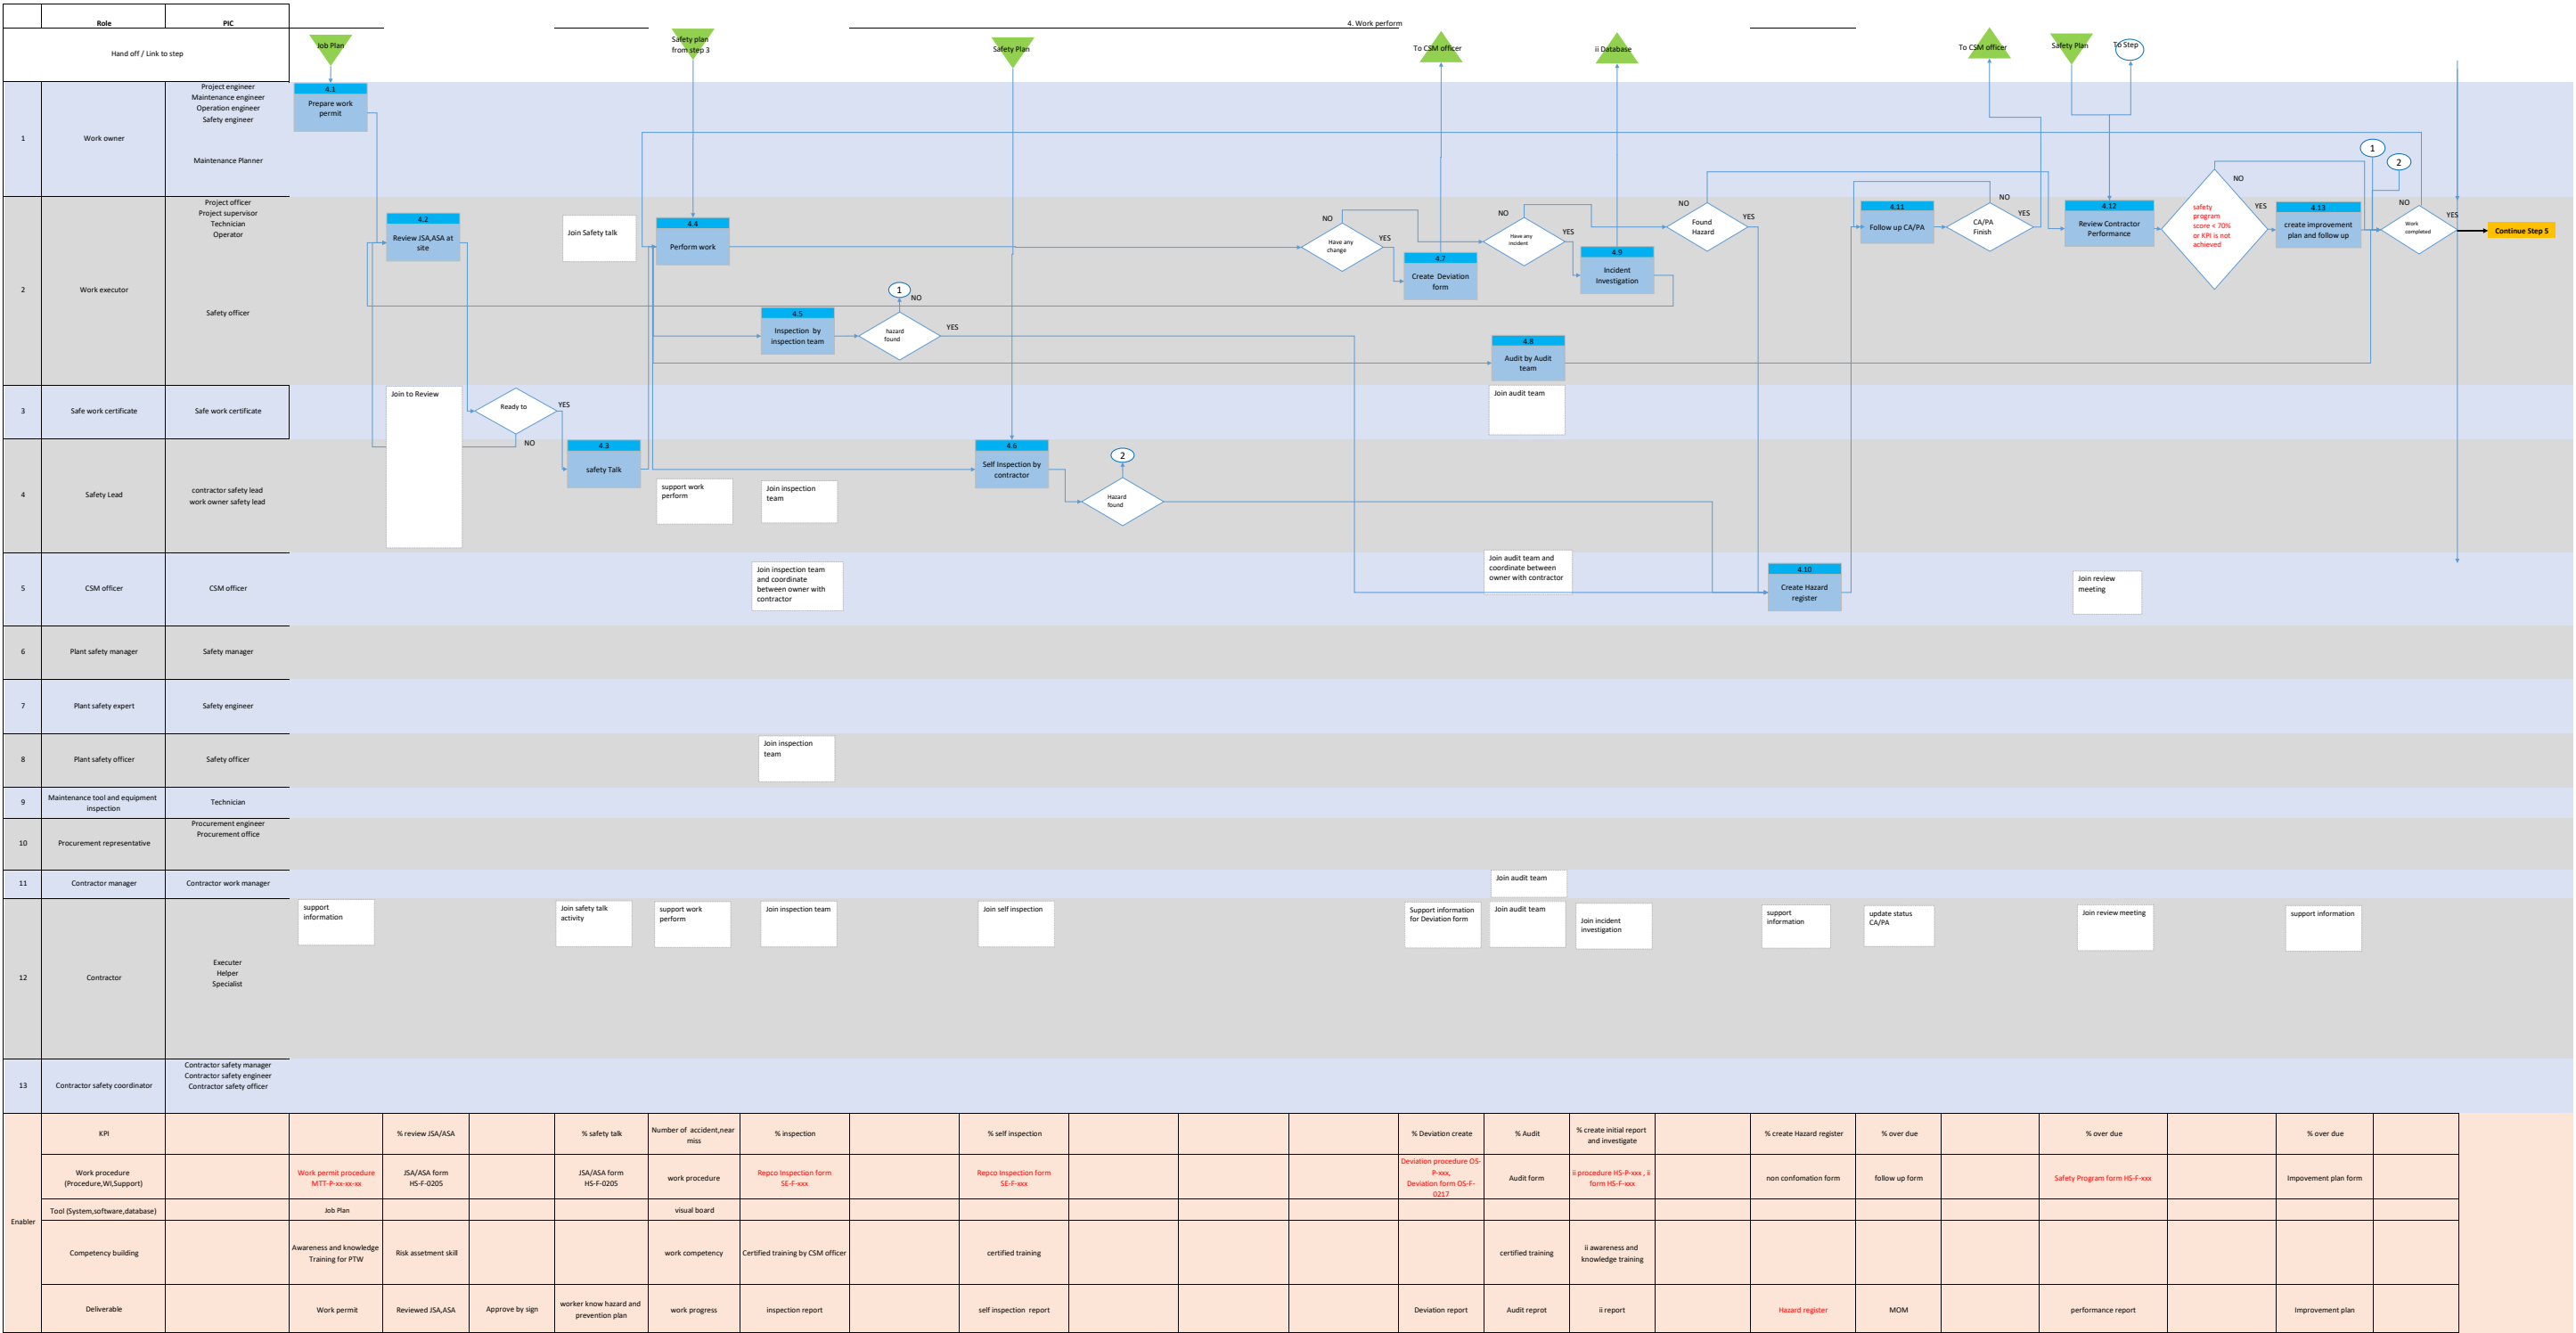 Role
PIC
4. Work perform
Hand off / Link to step
Job Plan
Safety plan
from step 3
Safety Plan
To CSM officer
ii Database
To CSM officer
Safety Plan
To Step
1
Work owner
Project engineer
Maintenance engineer
Operation engineer
Safety engineer
Maintenance Planner
4.1
Prepare work
permit
1
2
2
Work executor
Project officer
Project supervisor
Technician
Operator
Safety officer
4.2
Review JSA,ASA at
site
Join Safety talk
4.4
Perform work
NO
Have any
change
YES
4.7
Create  Deviation
form
NO
Have any
incident
YES
4.9
Incident
Investigation
NO
Found
Hazard
YES
4.11
Follow up CA/PA
NO
CA/PA
Finish
YES
4.12
Review Contractor
Performance
NO
safety
program
score < 70%
or KPI is not
achieved
YES
4.13
create improvement
plan and follow up
NO
Work
completed
YES
Continue Step 5
1
NO
4.5
Inspection  by
inspection team
hazard
found
YES
4.8
Audit by Audit
team
3
Safe work certificate
Safe work certificate
Join to Review
Ready to
YES
NO
Join audit team
4
Safety Lead
contractor safety lead
work owner safety lead
4.3
safety Talk
support work
perform
Join inspection
team
4.6
Self Inspection by
contractor
2
Hazard
found
5
CSM officer
CSM officer
Join inspection team
and coordinate
between owner with
contractor
Join audit team and
coordinate between
owner with contractor
4.10
Create Hazard
register
Join review
meeting
6
Plant safety manager
Safety manager
7
Plant safety expert
Safety engineer
8
Plant safety officer
Safety officer
Join inspection
team
9
Maintenance tool and equipment
inspection
Technician
10
Procurement representative
Procurement engineer
Procurement office
11
Contractor manager
Contractor work manager
Join audit team
12
Contractor
Executer
Helper
Specialist
support
information
Join safety talk
activity
support work
perform
Join inspection team
Join self inspection
Support information
for Deviation form
Join audit team
Join incident
investigation
support
information
update status
CA/PA
Join review meeting
support information
13
Contractor safety coordinator
Contractor safety manager
Contractor safety engineer
Contractor safety officer
Enabler
KPI
% review JSA/ASA
% safety talk
Number of  accident,near
miss
% inspection
% self inspection
% Deviation create
% Audit
% create initial report
and investigate
% create Hazard register
% over due
% over due
% over due
Work procedure
(Procedure,WI,Support)
Work permit procedure
MTT-P-xx-xx-xx
JSA/ASA form
HS-F-0205
JSA/ASA form
HS-F-0205
work procedure
Repco Inspection form
SE-F-xxx
Repco Inspection form
SE-F-xxx
Deviation procedure OS-
P-xxx,
Deviation form OS-F-
0217
Audit form
ii procedure HS-P-xxx , ii
form HS-F-xxx
non confomation form
follow up form
Safety Program form HS-F-xxx
Impovement plan form
Tool (System,software,database)
Job Plan
visual board
Competency building
Awareness and knowledge
Training for PTW
Risk assetment skill
work competency
Certified training by CSM officer
certified training
certified training
ii awareness and
knowledge training
Deliverable
Work permit
Reviewed JSA,ASA
Approve by sign
worker know hazard and
prevention plan
work progress
inspection report
self inspection  report
Deviation report
Audit reprot
ii report
Hazard register
MOM
performance report
Improvement plan